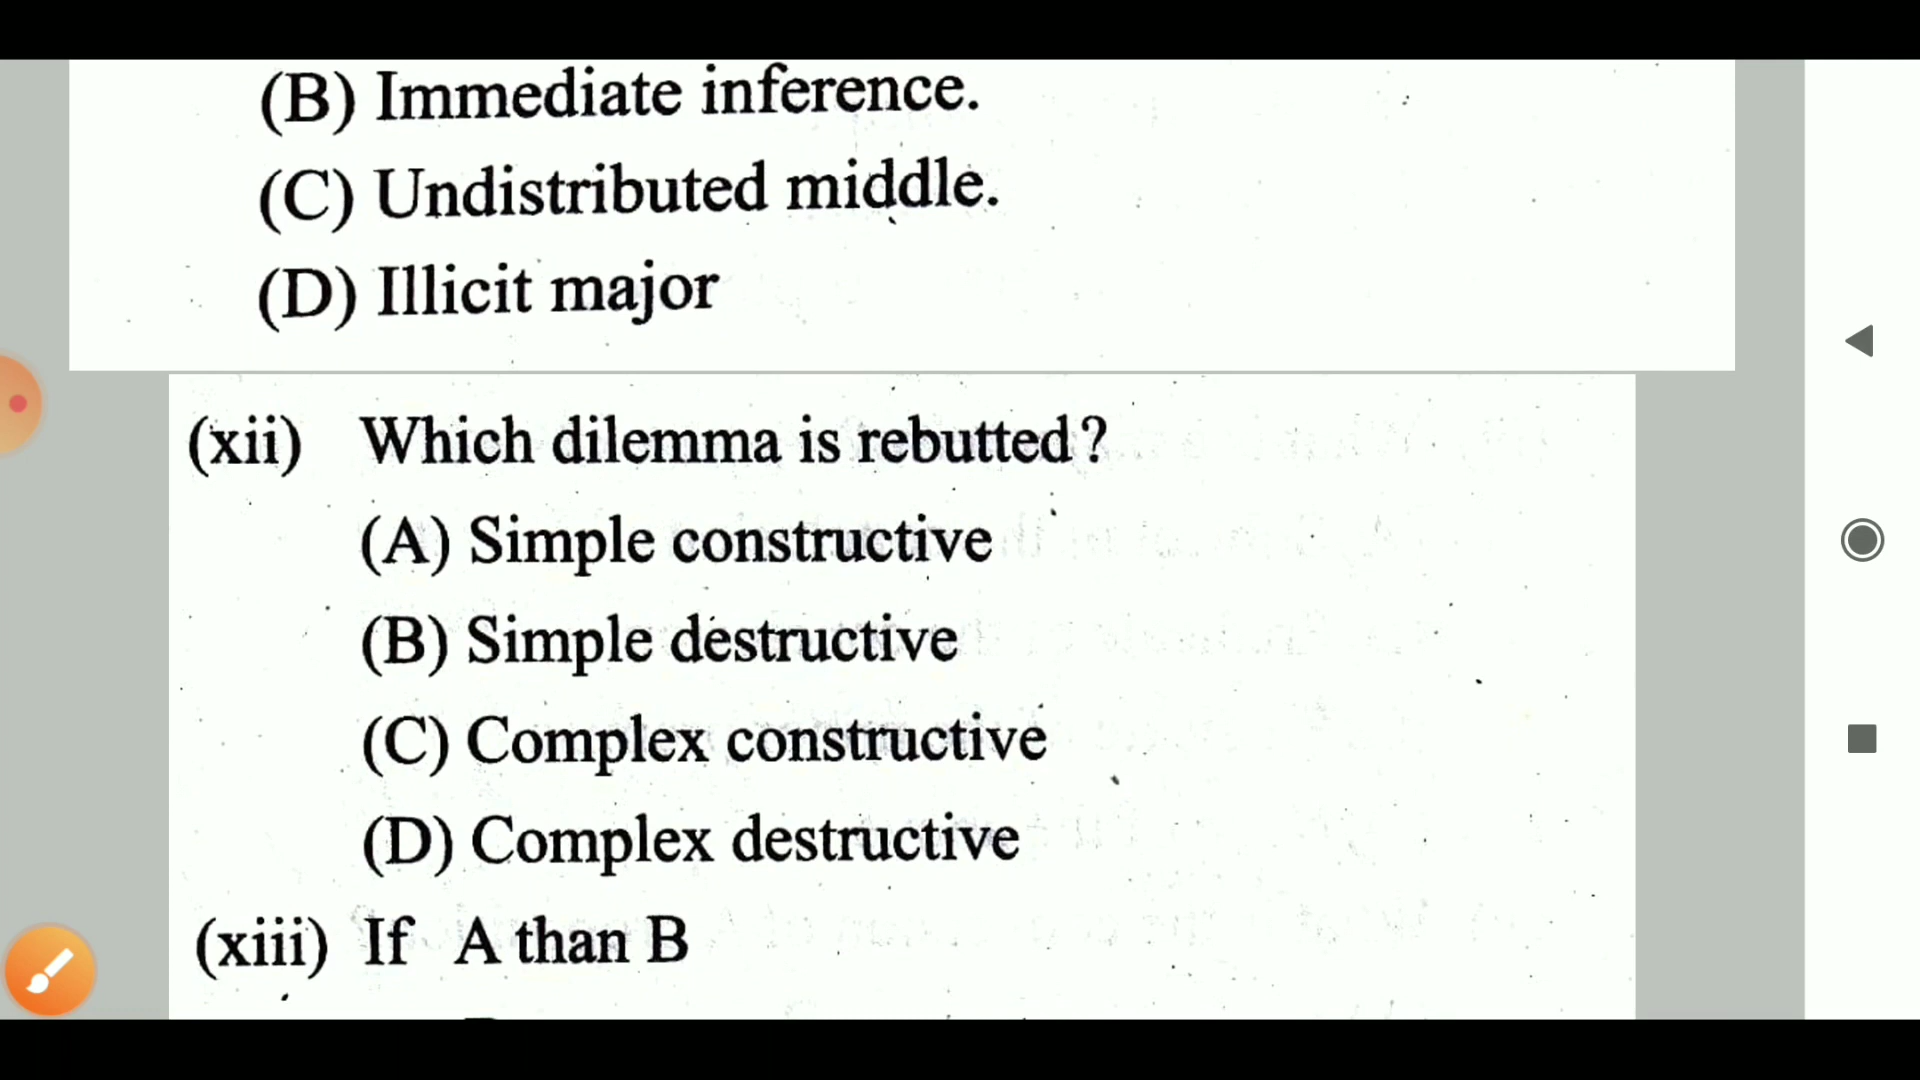 (B) Immediate inference.
(C) Undistributed middle.
(D) Illicit major
(xii) Which dilemma is rebutted?
(A) Simple constructive
(B) Simple destructive
(C) Complex constructive
(D) Complex destructive
(xiii) If A than B